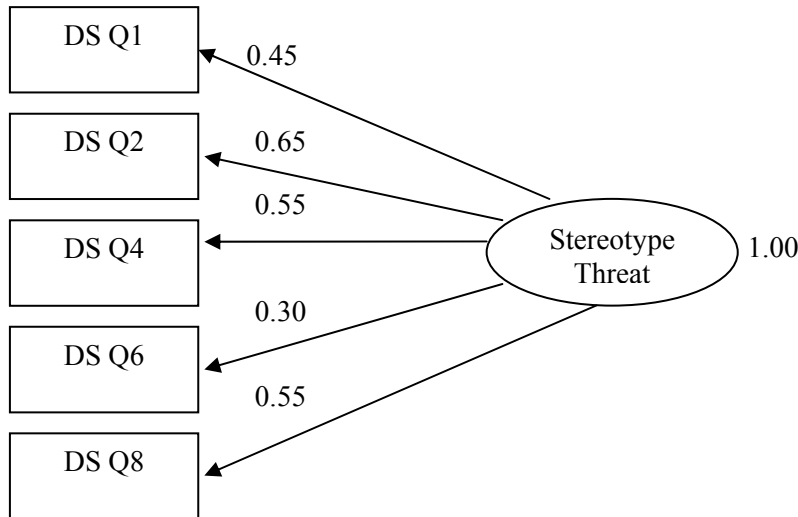 DS Q1
0.45
DS Q2
0.65
0.55
DS Q4
Stereotype
Threat
1.00
0.30
DS Q6
0.55
DS Q8